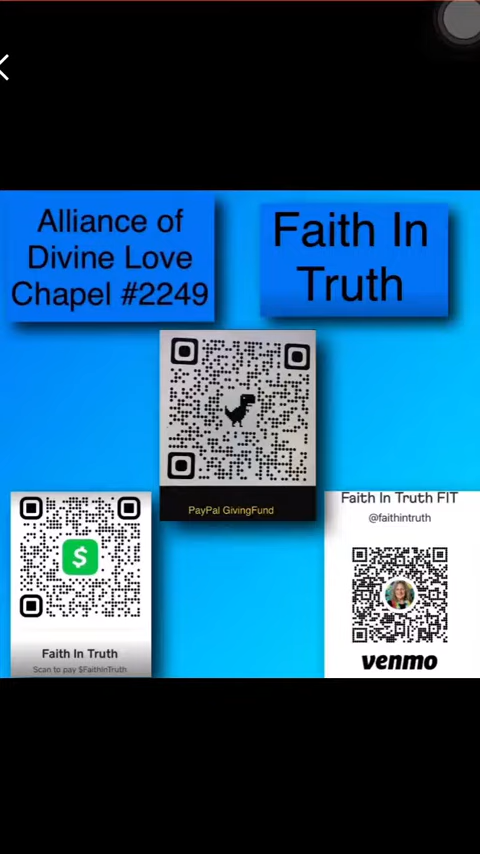 Alliance of
Divine Love
Chapel #2249
Faith In
Truth
PayPal GivingFund
Faith In Truth
Scan to pay $FaithInTruth
Faith In Truth FIT
@faithintruth
venmo